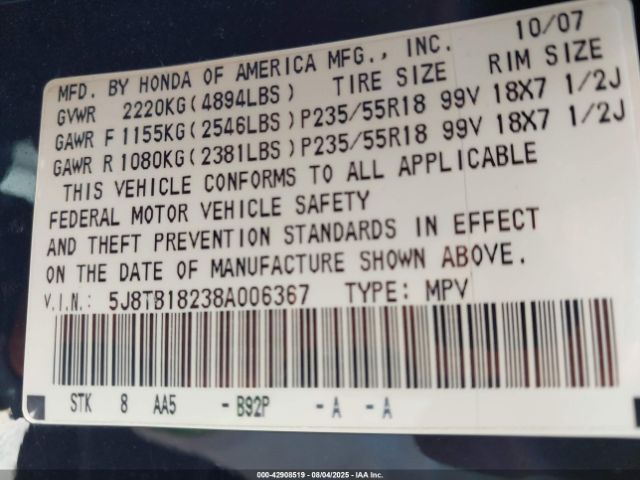 10/07
MFD. BY HONDA OF AMERICA MFG., INC.
GVWR 2220KG(4894LBS) TIRE SIZE RIM SIZE
GAWR F 1155KG(2546LBS)P235/55R18 99V 18X7 1/2J
GAWR R 1080KG(2381LBS)P235/55R18 99V 18X7 1/2J
THIS VEHICLE CONFORMS TO ALL APPLICABLE
FEDERAL MOTOR VEHICLE SAFETY
AND THEFT PREVENTION STANDARDS IN EFFECT
ON THE DATE OF MANUFACTURE SHOWN ABOVE.
V.I.N.: 5J8TB18238A006367 TYPE: MPV
STK 8 AA5 -B92P -A -A
000-42908519 | 08/04/2025 | IAA Inc.